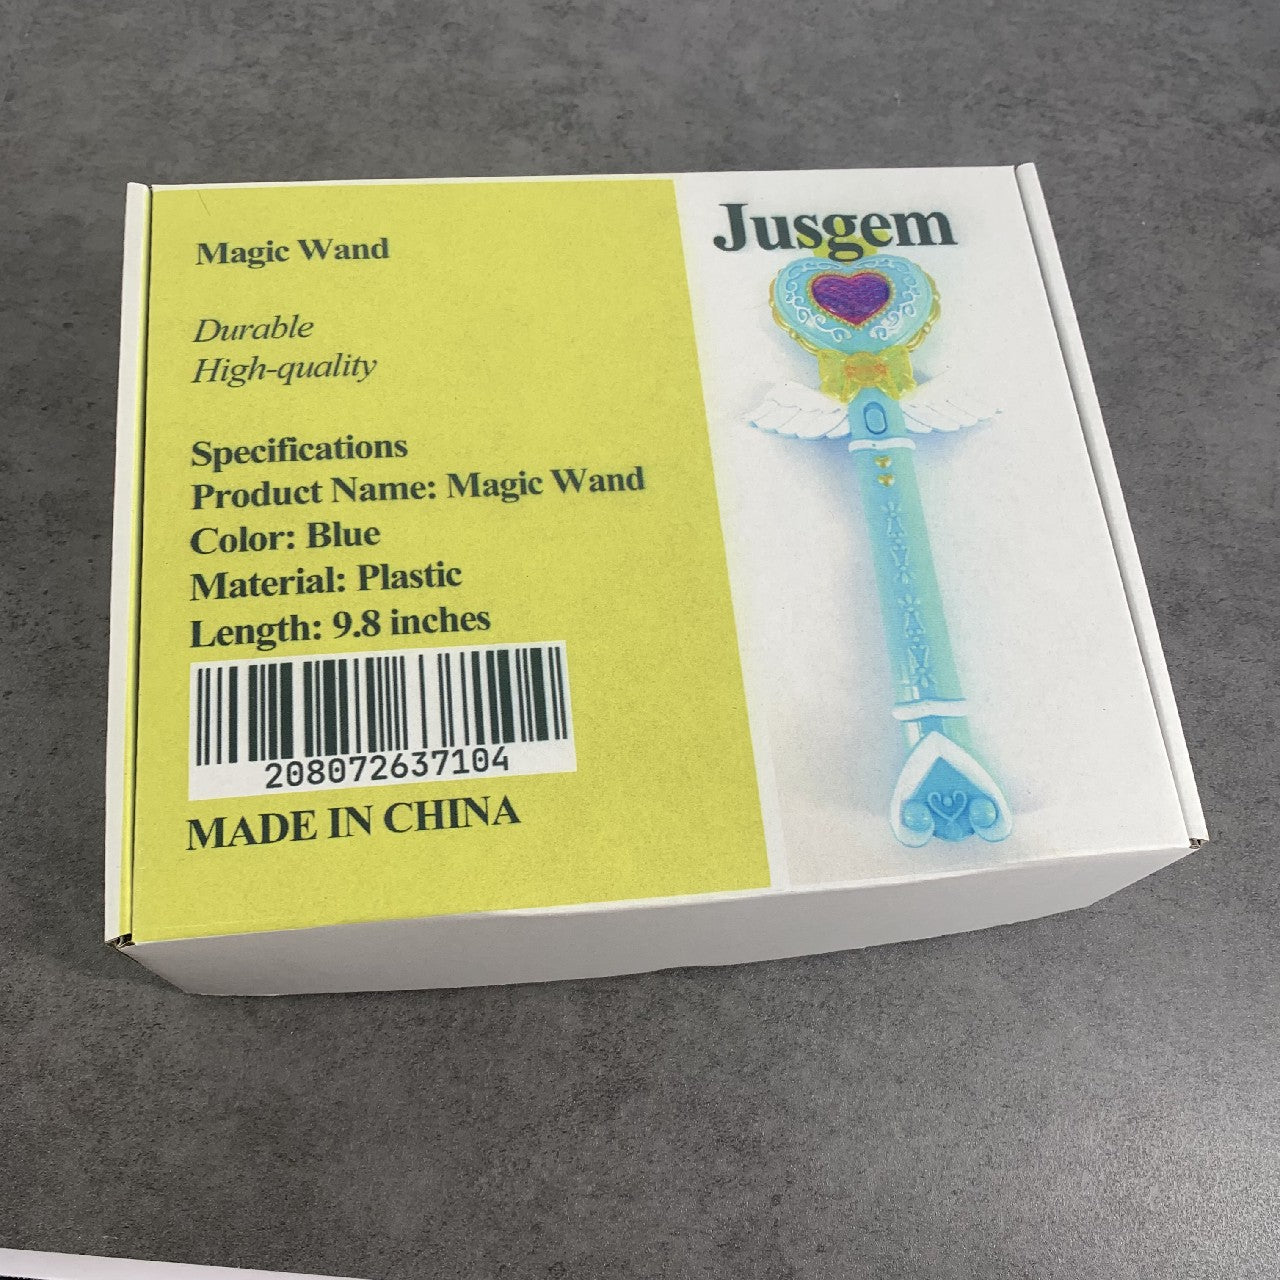 Magic Wand
Durable
High-quality
Specifications
Product Name: Magic Wand
Color: Blue
Material: Plastic
Length: 9.8 inches
208072637104
MADE IN CHINA
Jusgem